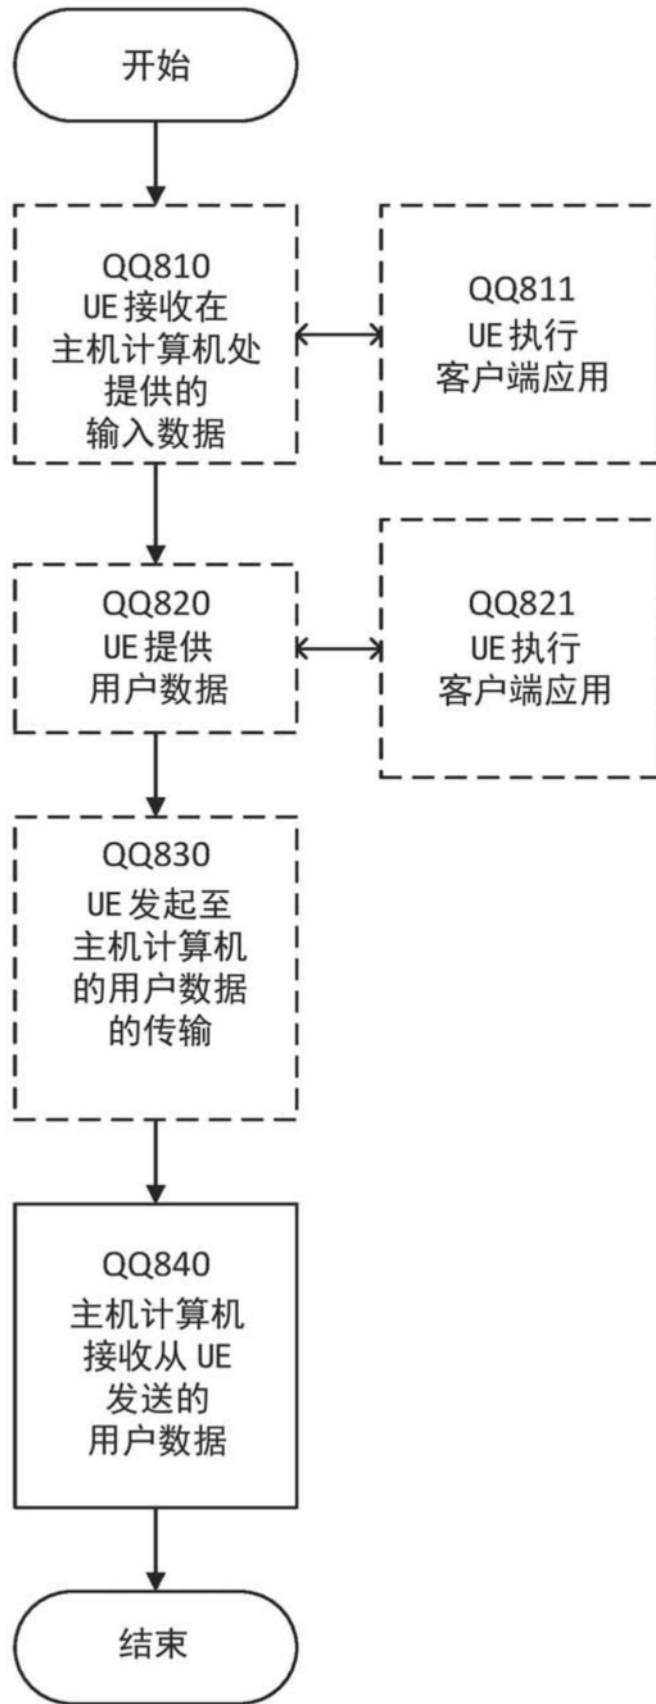 开始
QQ810
UE 接收在
主机计算机处
提供的
输入数据
QQ811
UE 执行
客户端应用
QQ820
UE 提供
用户数据
QQ821
UE 执行
客户端应用
QQ830
UE 发起至
主机计算机
的用户数据
的传输
QQ840
主机计算机
接收从 UE
发送的
用户数据
结束